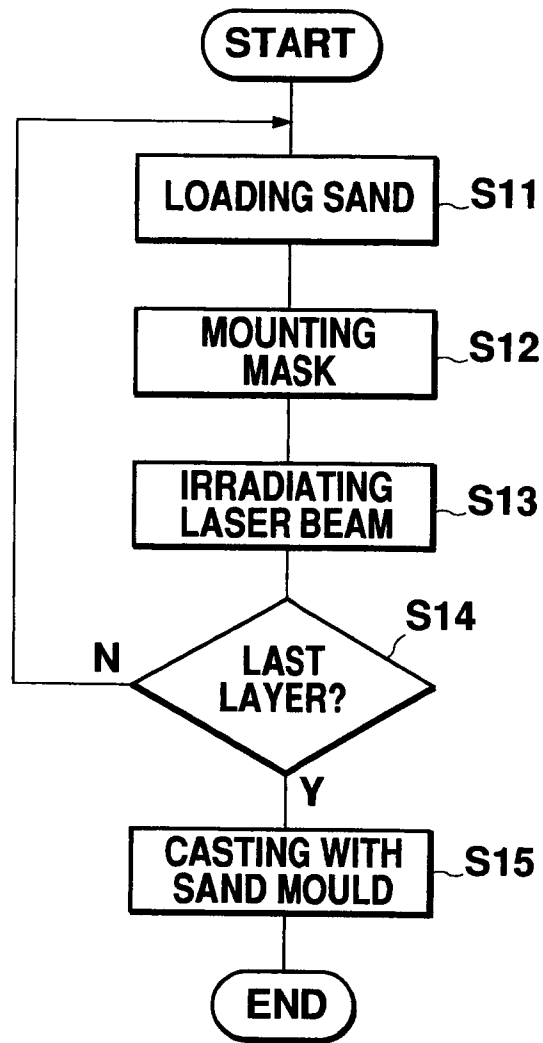 START
LOADING SAND
S11
MOUNTING
MASK
S12
IRRADIATING
LASER BEAM
S13
S14
N
LAST
LAYER?
Y
CASTING WITH
SAND MOULD
S15
END